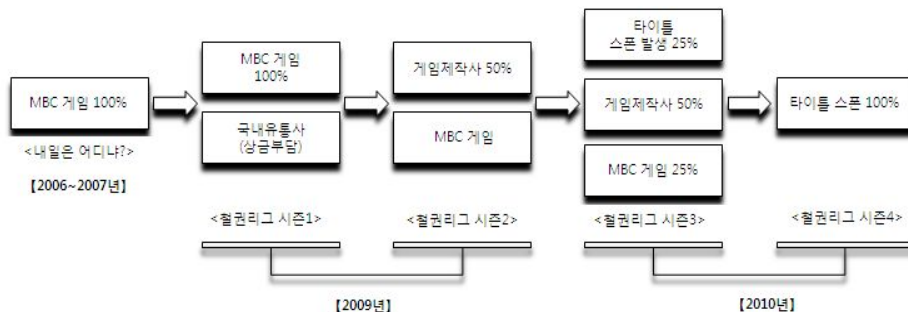 MBC 게임 100%
<내일은 어디냐?>
【2006~2007년】
MBC 게임
100%
국내유통사
(상금부담)
<철권리그 시즌1>
게임제작사 50%
MBC 게임
<철권리그 시즌2>
【2009년】
타이틀
스폰 발생 25%
게임제작사 50%
MBC 게임 25%
<철권리그 시즌3>
타이틀 스폰 100%
<철권리그 시즌4>
【2010년】